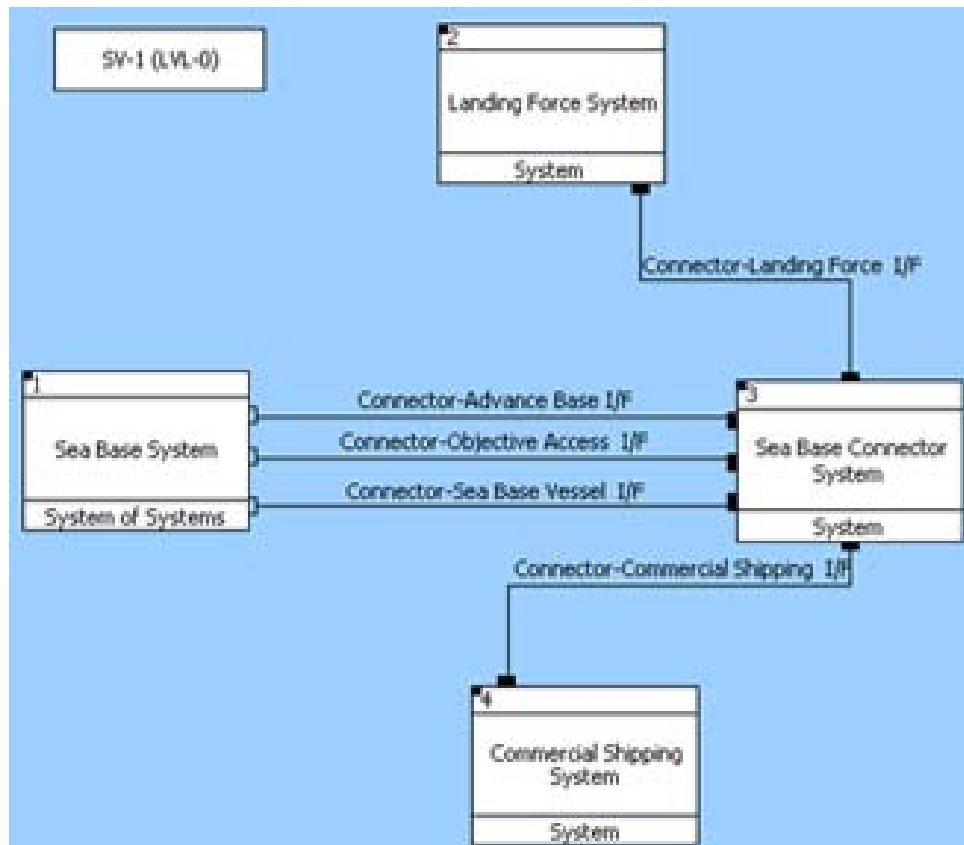 SV-1 (LVL-0)
2
Landing Force System
System
Connector-Landing Force I/F
1
Sea Base System
System of Systems
Connector-Advance Base I/F
Connector-Objective Access I/F
Connector-Sea Base Vessel I/F
3
Sea Base Connector
System
System
Connector-Commercial Shipping I/F
4
Commercial Shipping
System
System